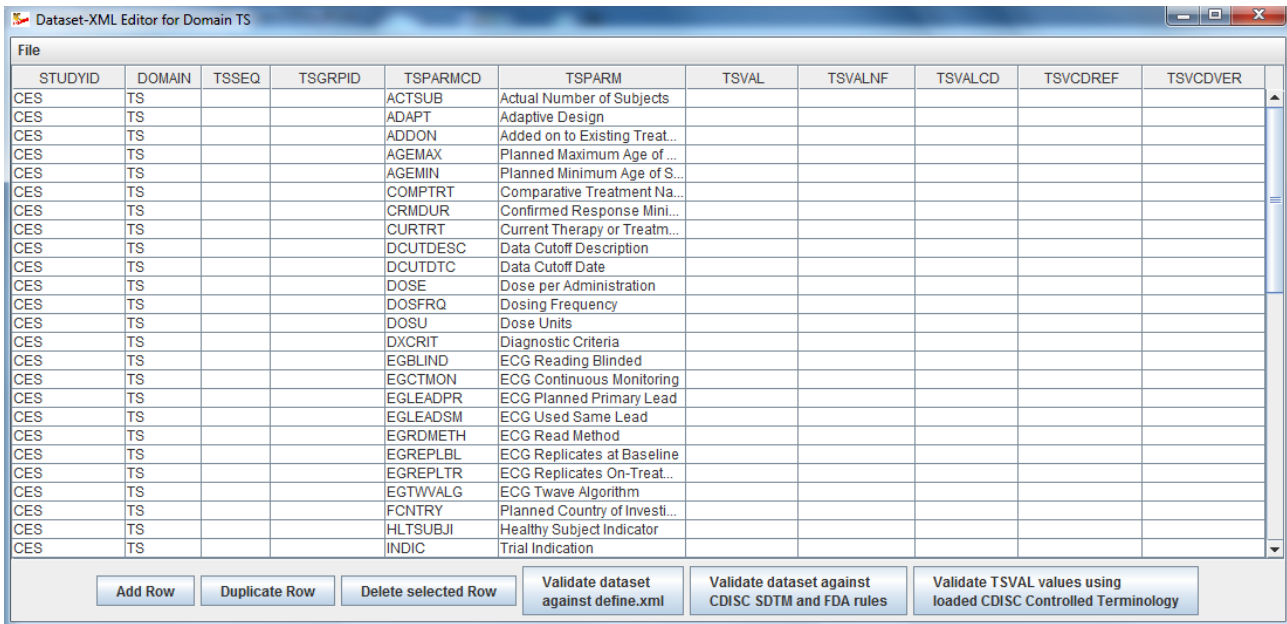 Dataset-XML Editor for Domain TS
File
STUDYID DOMAIN TSSEQ TSGRPID TSPARMCD TSPARM TSVAL TSVALNF TSVALCD TSVCDREF TSVCDVER
CES TS ACTSUB Actual Number of Subjects
CES TS ADAPT Adaptive Design
CES TS ADDON Added on to Existing Treat...
CES TS AGEMAX Planned Maximum Age of ...
CES TS AGEMIN Planned Minimum Age of S...
CES TS COMPTRT Comparative Treatment Na...
CES TS CRMDUR Confirmed Response Mini...
CES TS CURTRT Current Therapy or Treatm...
CES TS DCUTDESC Data Cutoff Description
CES TS DCUTDTC Data Cutoff Date
CES TS DOSE Dose per Administration
CES TS DOSFRQ Dosing Frequency
CES TS DOSU Dose Units
CES TS DXCRIT Diagnostic Criteria
CES TS EGBLIND ECG Reading Blinded
CES TS EGCTMON ECG Continuous Monitoring
CES TS EGLEADPR ECG Planned Primary Lead
CES TS EGLEADSM ECG Used Same Lead
CES TS EGRDMETH ECG Read Method
CES TS EGREPLBL ECG Replicates at Baseline
CES TS EGREPLTR ECG Replicates On-Treat...
CES TS EGTWVALG ECG Twave Algorithm
CES TS FCNTRY Planned Country of Investi...
CES TS HLTSUBJI Healthy Subject Indicator
CES TS INDIC Trial Indication
Add Row Duplicate Row Delete selected Row Validate dataset Validate dataset against Validate TSVAL values using
against define.xml CDISC SDTM and FDA rules loaded CDISC Controlled Terminology